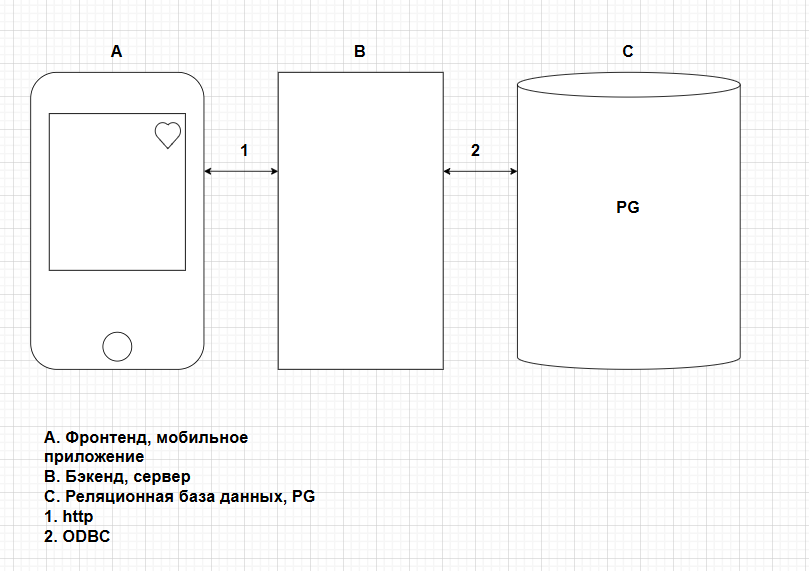 A
B
C
1
2
PG
A. Фронтенд, мобильное
приложение
B. Бэкенд, сервер
C. Реляционная база данных, PG
1. http
2. ODBC